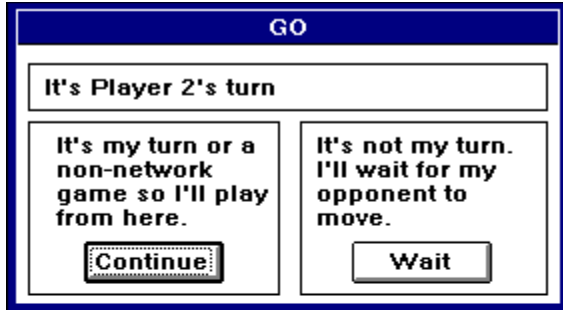 GO
It's Player 2's turn
It's my turn or a
non-network
game so I'll play
from here.
Continue
It's not my turn.
I'll wait for my
opponent to
move.
Wait